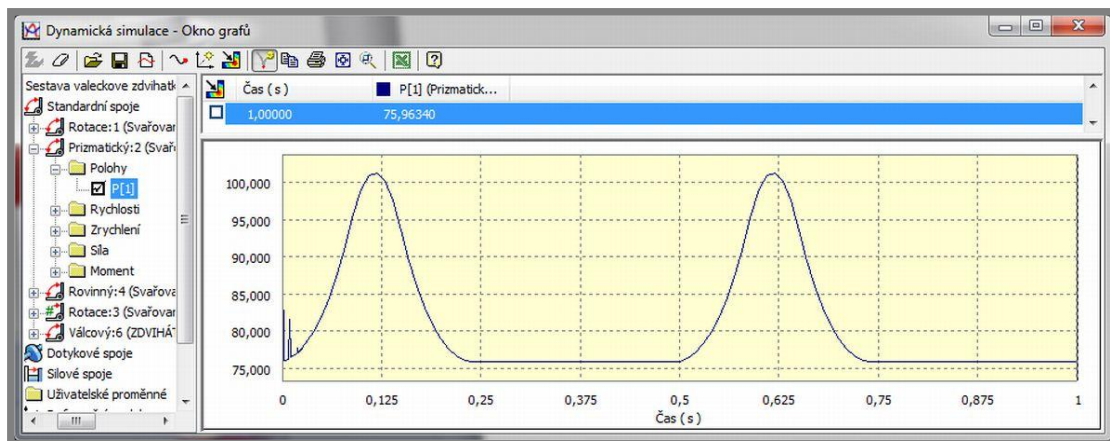 Dynamická simulace - Okno grafů
Sestava valeckove zdvihatk
Standardní spoje
Rotace:1 (Svařovar
Prizmatický:2 (Svaři
Polohy
P[1]
Rychlosti
Zrychlení
Síla
Moment
Rovinný:4 (Svařova
Rotace:3 (Svařovar
Válcový:6 (ZDVIHÁT
Dotykové spoje
Silové spoje
Uživatelské proměnné
Čas ( s )
P[1] (Prizmatick...
1,00000
75,96340
100,000
95,000
90,000
85,000
80,000
75,000
0
0,125
0,25
0,375
0,5
0,625
0,75
0,875
1
Čas ( s )